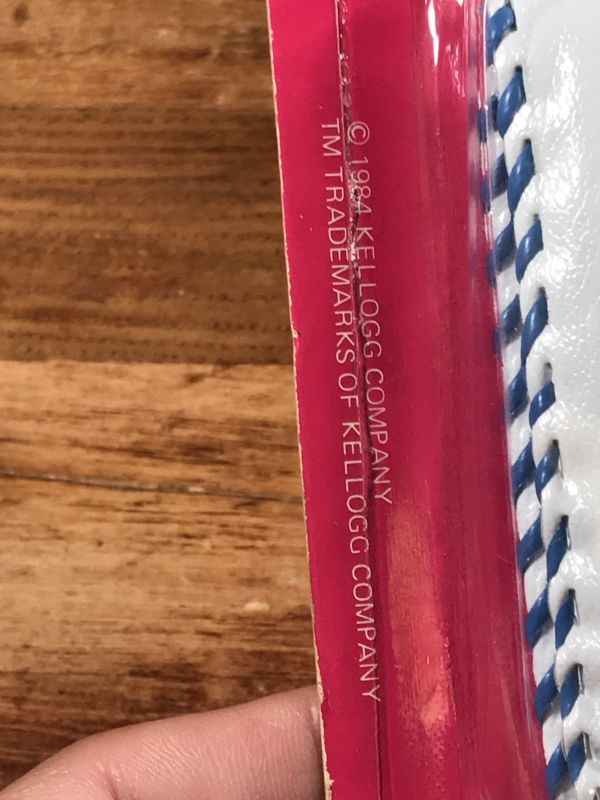 © 1984 KELLOGG COMPANY
TM TRADEMARKS OF KELLOGG COMPANY